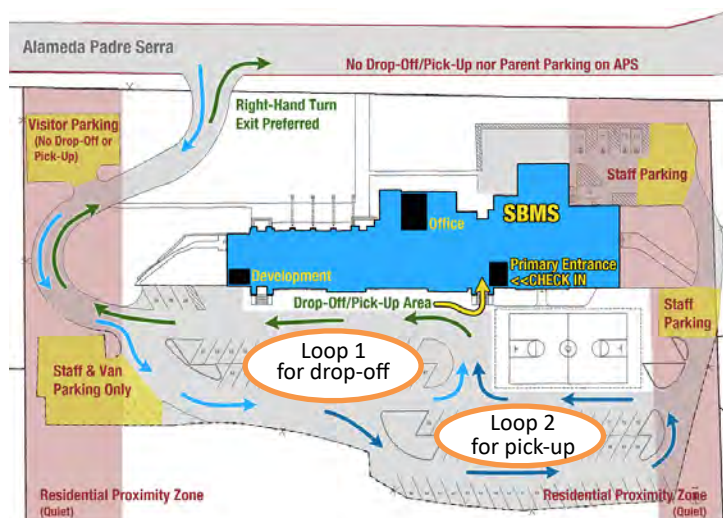 Alameda Padre Serra
No Drop-Off/Pick-Up nor Parent Parking on APS
Right-Hand Turn
Exit Preferred
Visitor Parking
(No Drop-Off or
Pick-Up)
Staff Parking
SBMS
Office
Primary Entrance
<<CHECK IN
Development
Drop-Off/Pick-Up Area
Staff
Parking
Loop 1
for drop-off
Staff & Van
Parking Only
Loop 2
for pick-up
Residential Proximity Zone
(Quiet)
Residential Proximity Zone
(Quiet)